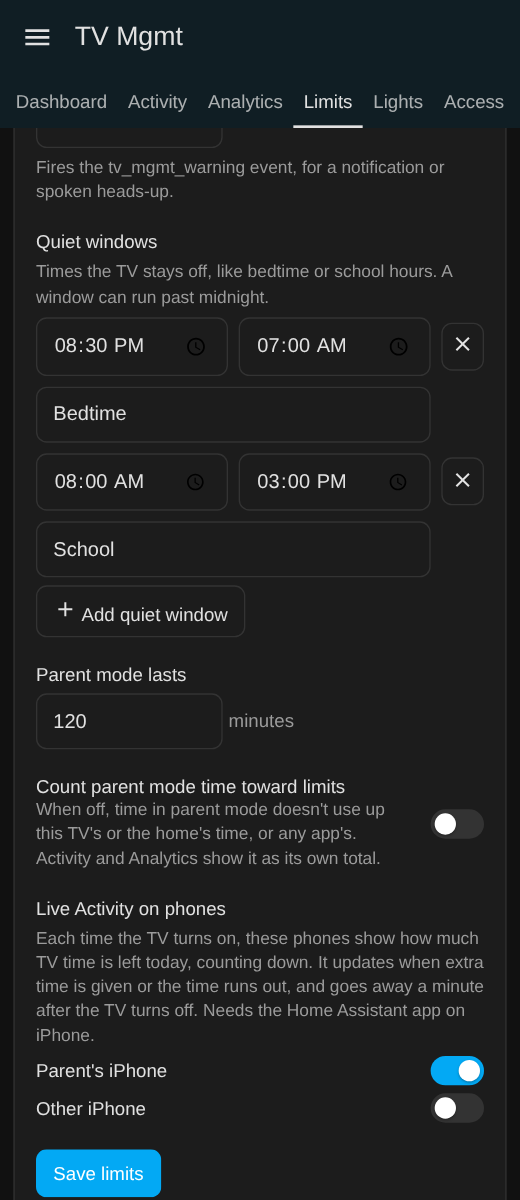 TV Mgmt
Dashboard Activity Analytics Limits Lights Access
Fires the tv_mgmt_warning event, for a notification or
spoken heads-up.
Quiet windows
Times the TV stays off, like bedtime or school hours. A
window can run past midnight.
08:30 PM 07:00 AM
Bedtime
08:00 AM 03:00 PM
School
Add quiet window
Parent mode lasts
120 minutes
Count parent mode time toward limits
When off, time in parent mode doesn't use up
this TV's or the home's time, or any app's.
Activity and Analytics show it as its own total.
Live Activity on phones
Each time the TV turns on, these phones show how much
TV time is left today, counting down. It updates when extra
time is given or the time runs out, and goes away a minute
after the TV turns off. Needs the Home Assistant app on
iPhone.
Parent's iPhone
Other iPhone
Save limits